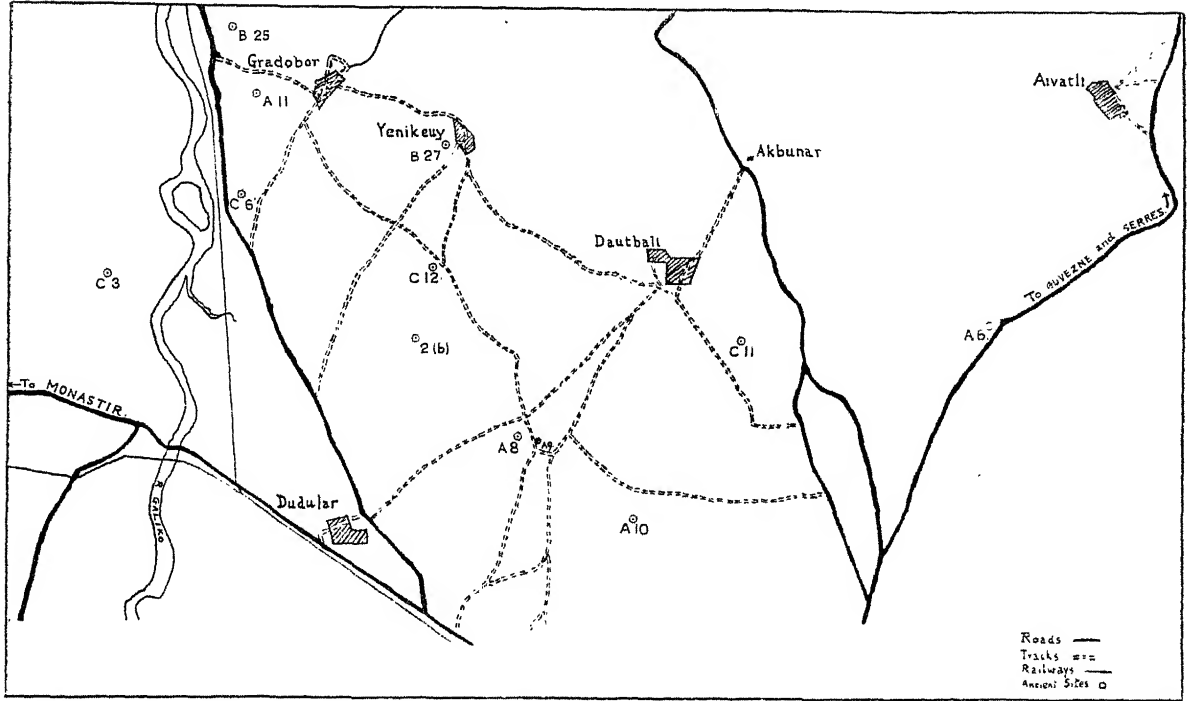 B 25
Gradobor
A 11
Aivatli
Yenikeuy
B 27
Akbunar
C 6
Dautbali
C 3
C 12
To GUVEZNE and SERRES
A 6
2 (b)
C 11
To MONASTIR.
A 8
A 9
Dudular
R GALIKO
A 10
Roads
Tracks
Railways
Ancient Sites